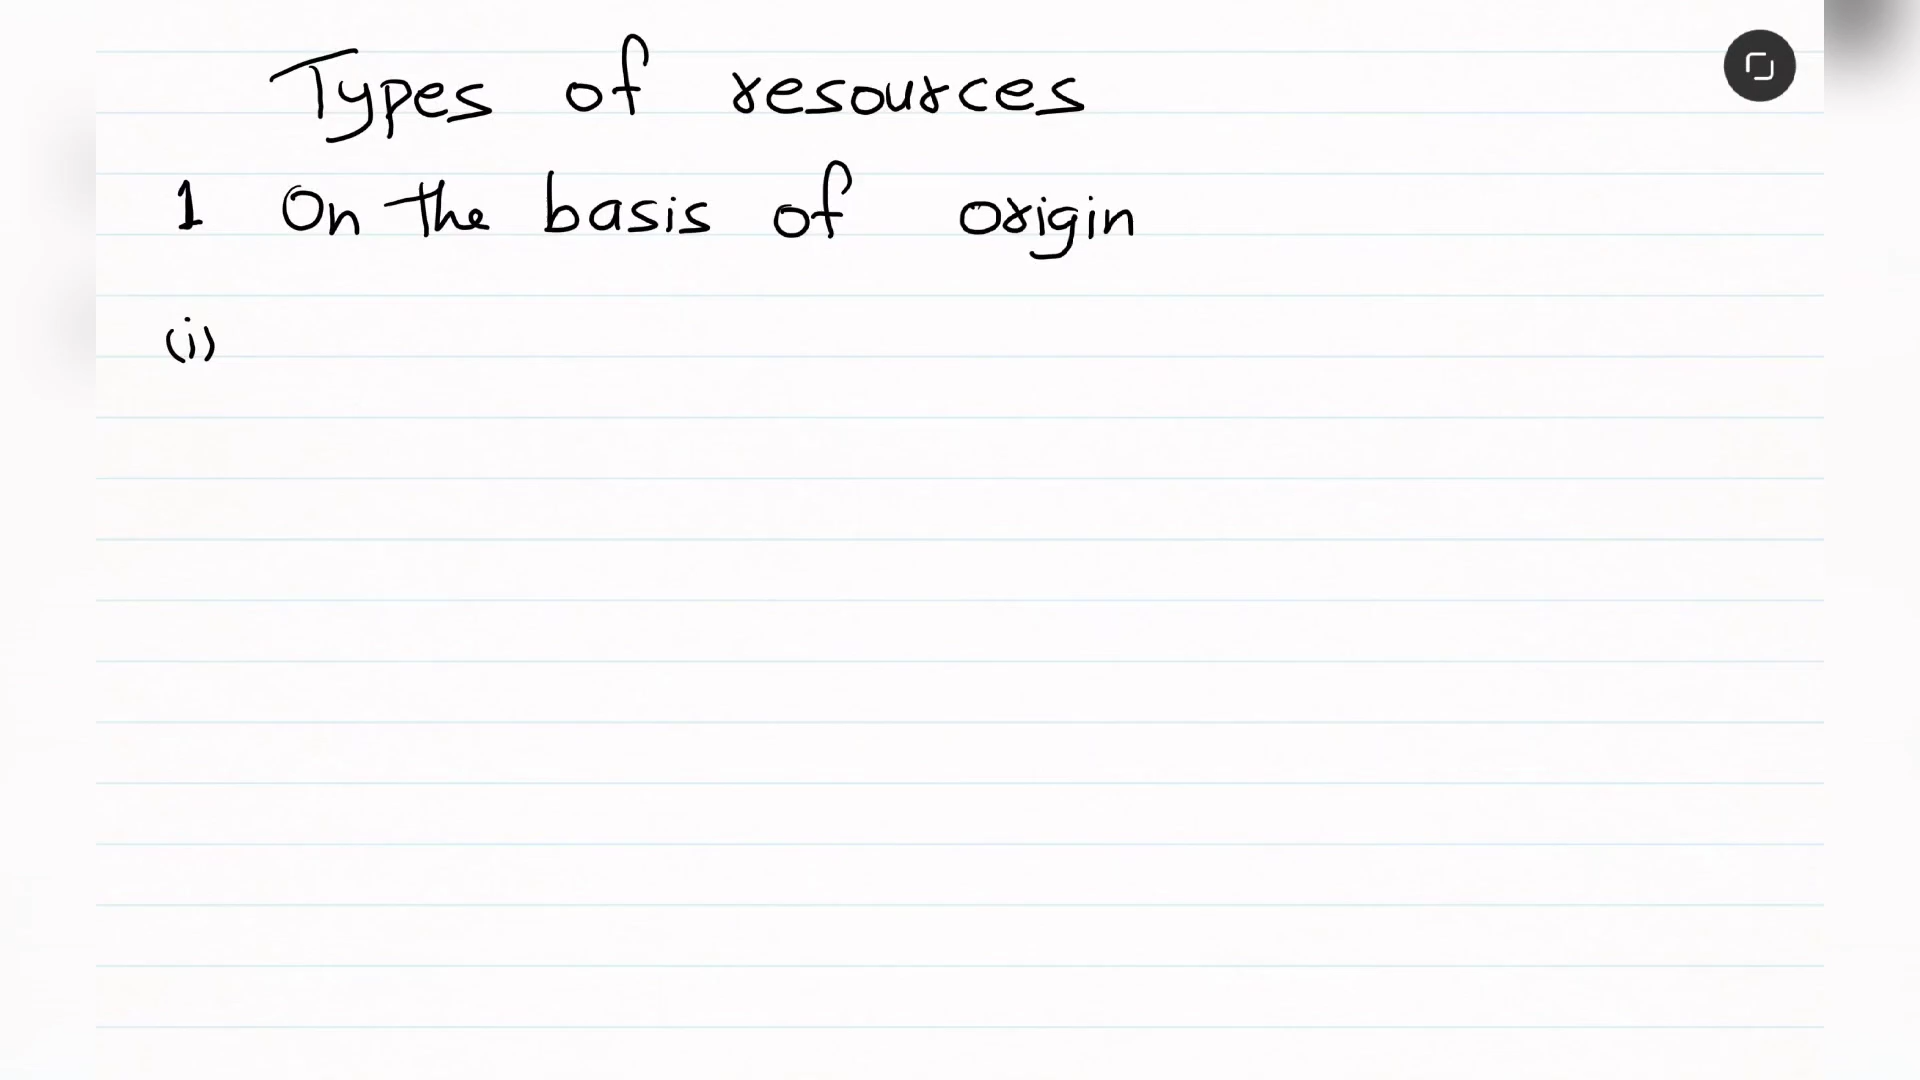 Types of resources
1 On the basis of origin
(i)